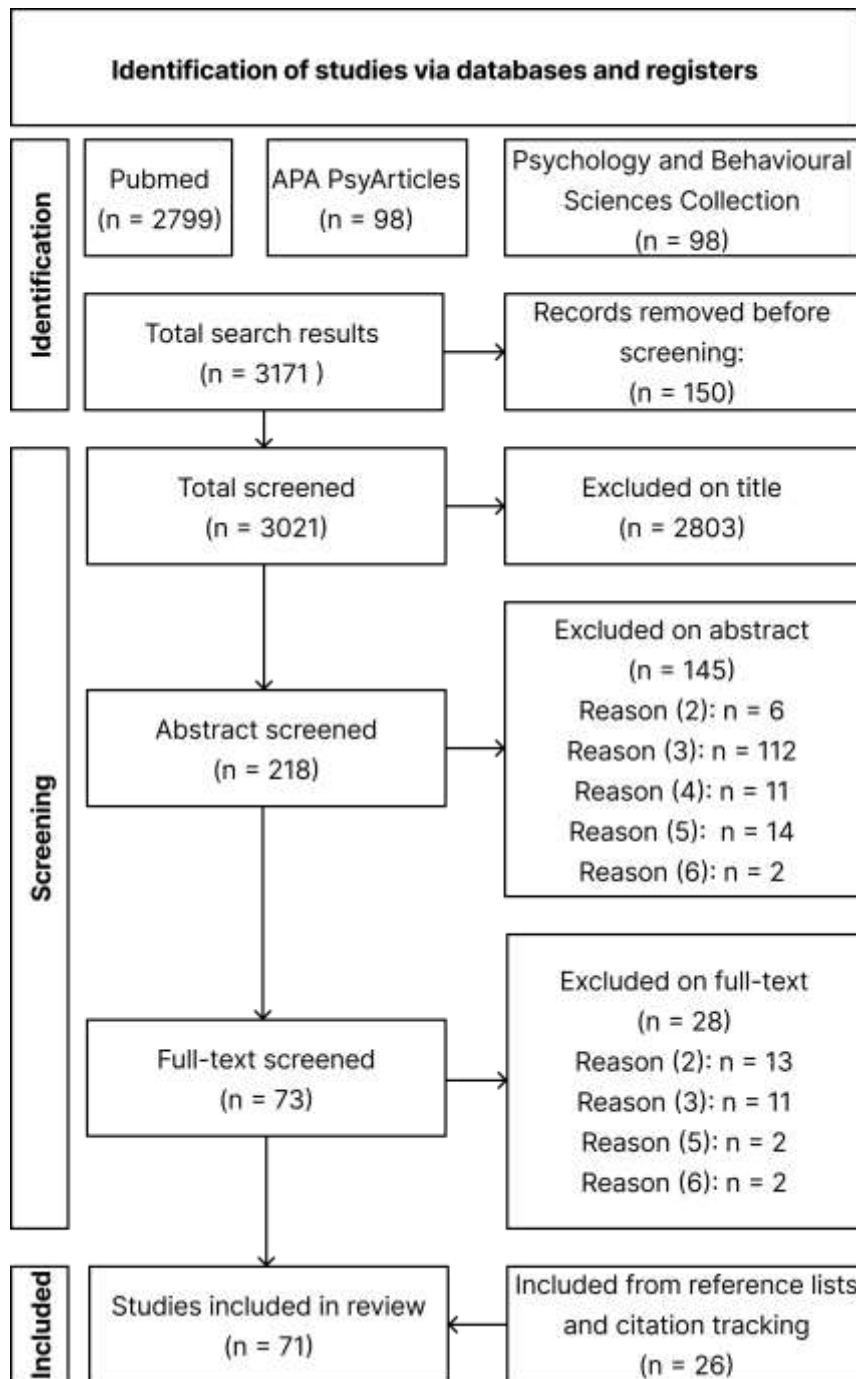 Identification of studies via databases and registers
Identification
Pubmed
(n = 2799)
APA PsyArticles
(n = 98)
Psychology and Behavioural
Sciences Collection
(n = 98)
Total search results
(n = 3171 )
Records removed before
screening:
(n = 150)
Screening
Total screened
(n = 3021)
Excluded on title
(n = 2803)
Abstract screened
(n = 218)
Excluded on abstract
(n = 145)
Reason (2): n = 6
Reason (3): n = 112
Reason (4): n = 11
Reason (5):  n = 14
Reason (6): n = 2
Full-text screened
(n = 73)
Excluded on full-text
(n = 28)
Reason (2): n = 13
Reason (3): n = 11
Reason (5): n = 2
Reason (6): n = 2
Included
Studies included in review
(n = 71)
Included from reference lists
and citation tracking
(n = 26)